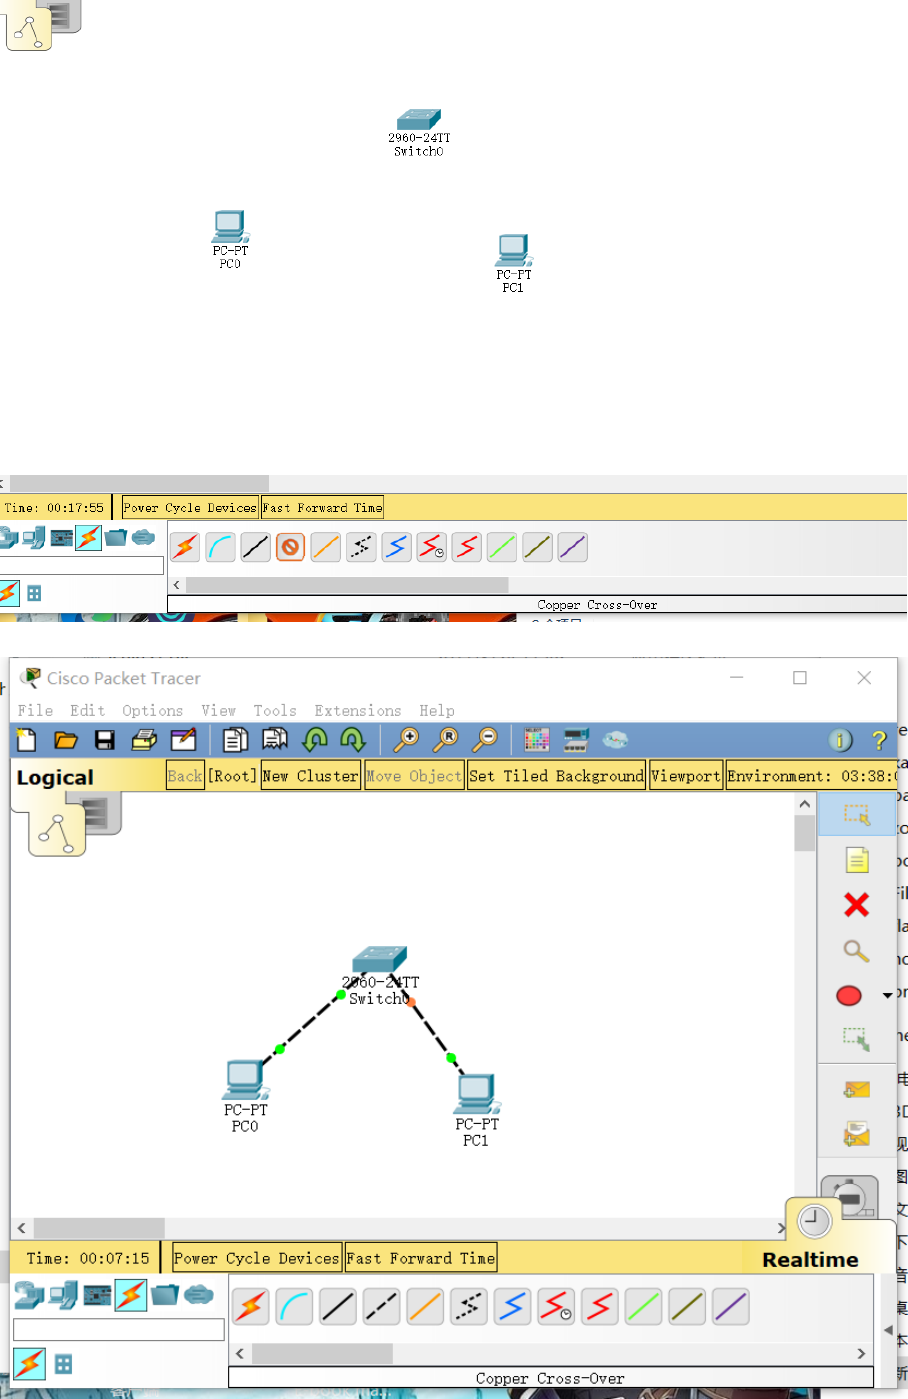 2960-24TT
Switch0
PC-PT
PC0
PC-PT
PC1
Time: 00:17:55
Power Cycle Devices
Fast Forward Time
Copper Cross-Over
Cisco Packet Tracer
File Edit Options View Tools Extensions Help
Logical
Back
[Root]
New Cluster
Move Object
Set Tiled Background
Viewport
Environment: 03:38:
2960-24TT
Switch0
PC-PT
PC0
PC-PT
PC1
Time: 00:07:15
Power Cycle Devices
Fast Forward Time
Realtime
Copper Cross-Over